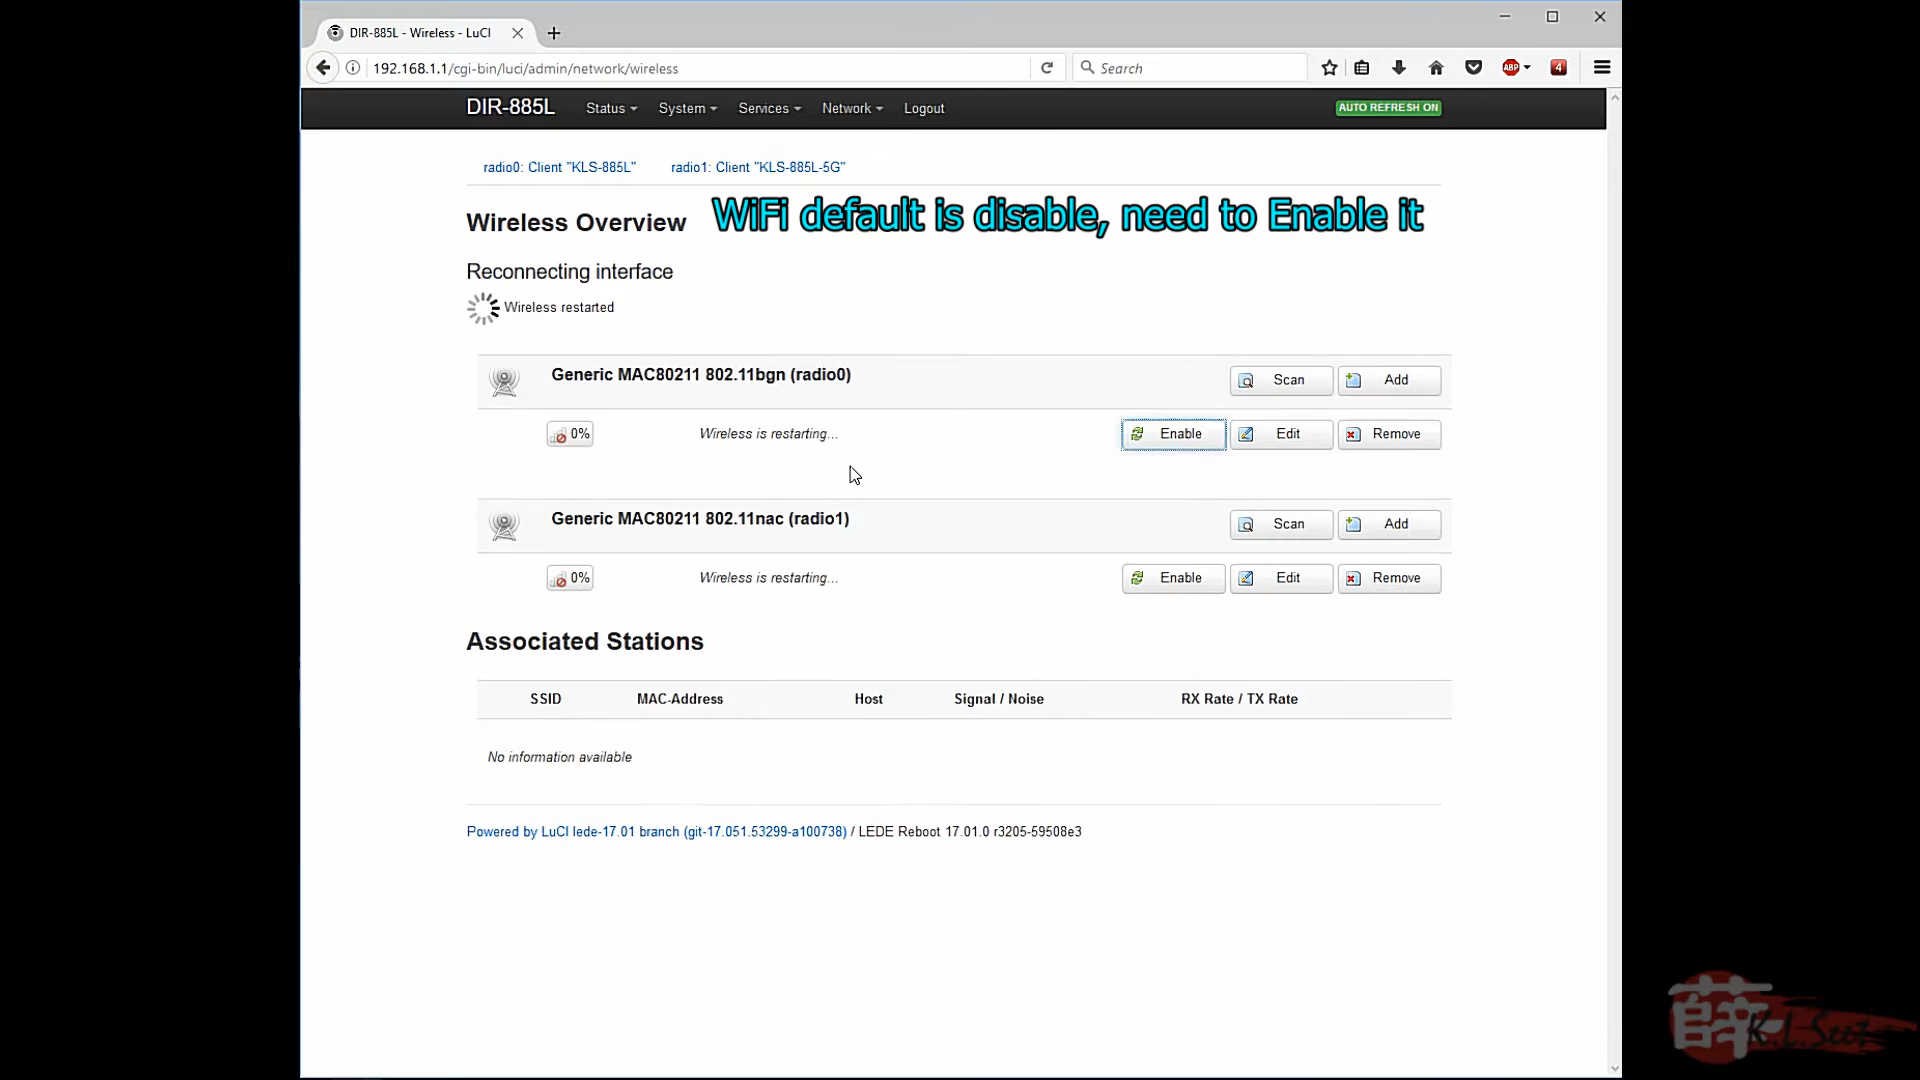 DIR-885L - Wireless - LuCI
192.168.1.1/cgi-bin/luci/admin/network/wireless
Search
ABP
4
DIR-885L Status System Services Network Logout
AUTO REFRESH ON
radio0: Client "KLS-885L" radio1: Client "KLS-885L-5G"
Wireless Overview
WiFi default is disable, need to Enable it
Reconnecting interface
Wireless restarted
Generic MAC80211 802.11bgn (radio0)
Scan Add
0% Wireless is restarting... Enable Edit Remove
Generic MAC80211 802.11nac (radio1)
Scan Add
0% Wireless is restarting... Enable Edit Remove
Associated Stations
SSID MAC-Address Host Signal / Noise RX Rate / TX Rate
No information available
Powered by LuCI lede-17.01 branch (git-17.051.53299-a100738) / LEDE Reboot 17.01.0 r3205-59508e3
薛
K.L.Seet